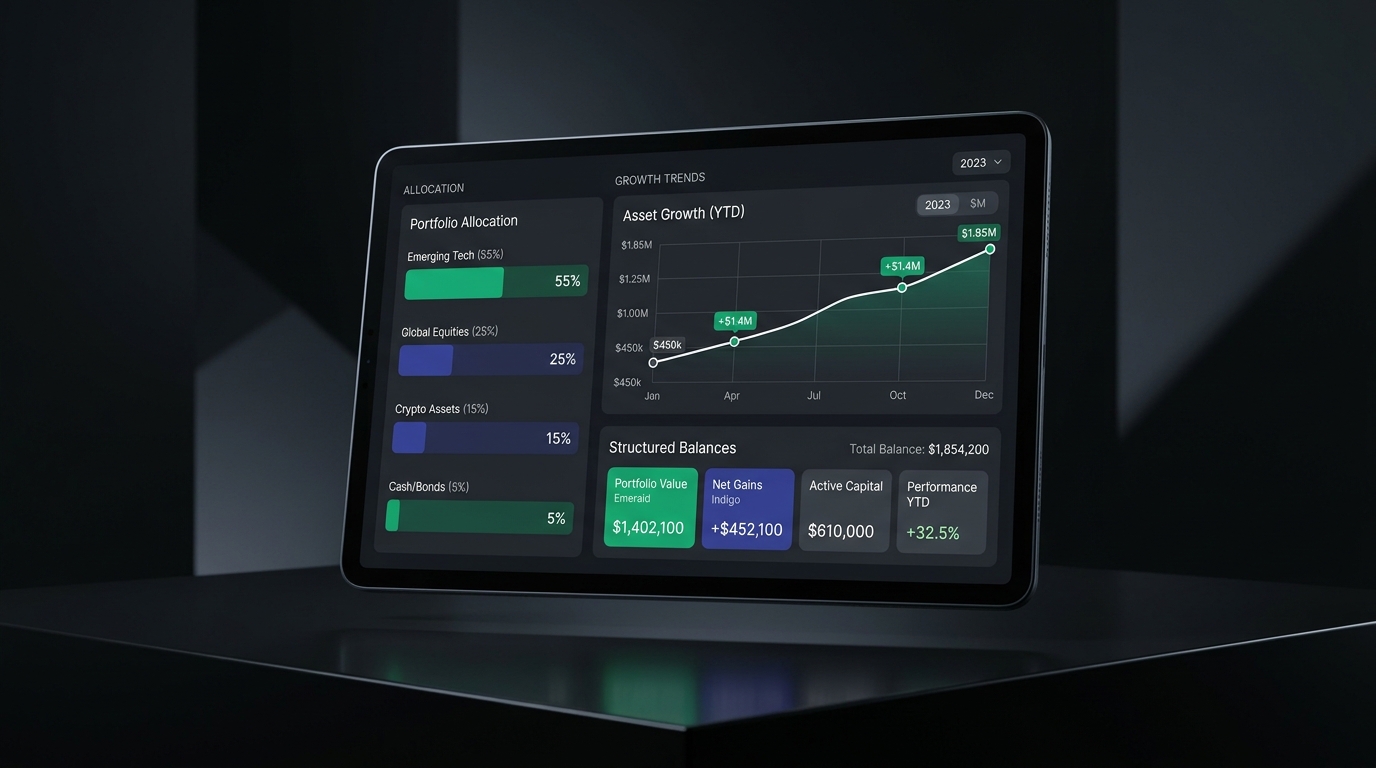 ALLOCATION
Portfolio Allocation
Emerging Tech (55%)
55%
Global Equities (25%)
25%
Crypto Assets (15%)
15%
Cash/Bonds (5%)
5%
GROWTH TRENDS
2023
Asset Growth (YTD)
2023 $M
$1.85M
$1.25M
$1.00M
$450k
$450k
$450k
+$1.4M
+$1.4M
$1.85M
Jan Apr Jul Oct Dec
Structured Balances
Total Balance: $1,854,200
Portfolio Value
Emeraid
$1,402,100
Net Gains
Indigo
+$452,100
Active Capital
$610,000
Performance
YTD
+32.5%